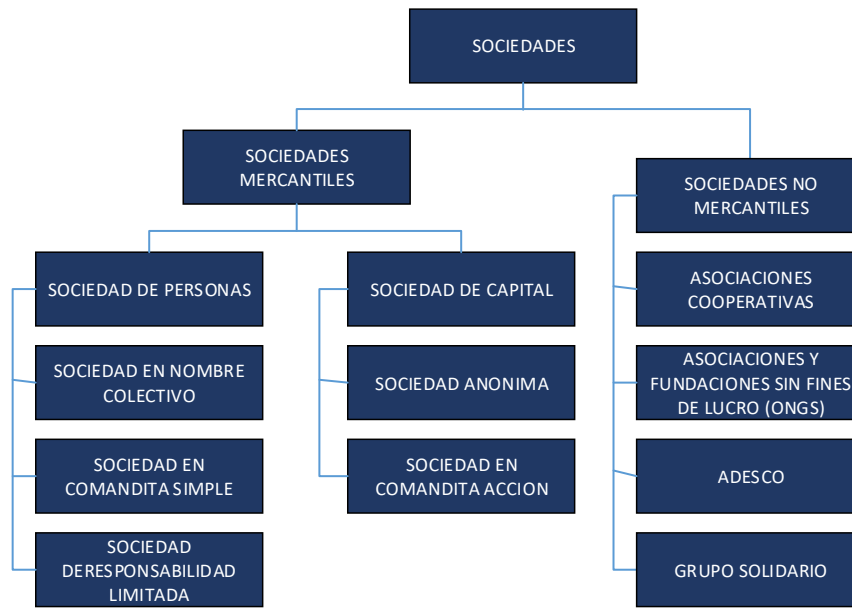 SOCIEDADES
SOCIEDADES
MERCANTILES
SOCIEDADES NO
MERCANTILES
SOCIEDAD DE PERSONAS
SOCIEDAD EN NOMBRE
COLECTIVO
SOCIEDAD EN
COMANDITA SIMPLE
SOCIEDAD
DERESPONSABILIDAD
LIMITADA
SOCIEDAD DE CAPITAL
SOCIEDAD ANONIMA
SOCIEDAD EN
COMANDITA ACCION
ASOCIACIONES
COOPERATIVAS
ASOCIACIONES Y
FUNDACIONES SIN FINES
DE LUCRO (ONGS)
ADESCO
GRUPO SOLIDARIO